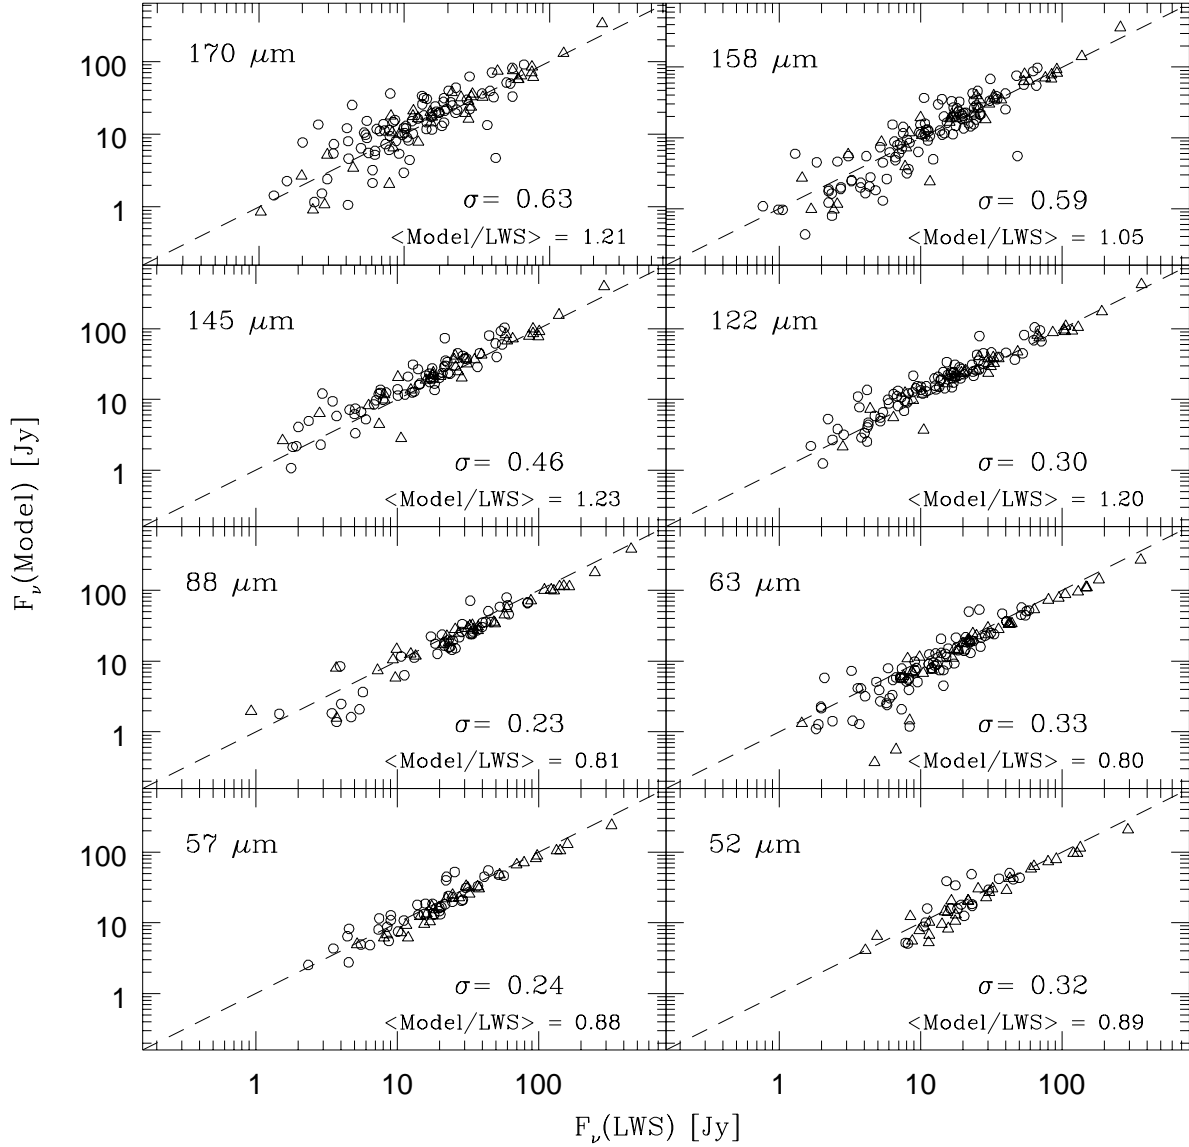 170 μm
100
10
1
σ= 0.63
<Model/LWS> = 1.21
158 μm
σ= 0.59
<Model/LWS> = 1.05
145 μm
100
10
1
σ= 0.46
<Model/LWS> = 1.23
122 μm
σ= 0.30
<Model/LWS> = 1.20
88 μm
100
10
1
σ= 0.23
<Model/LWS> = 0.81
63 μm
σ= 0.33
<Model/LWS> = 0.80
57 μm
100
10
1
σ= 0.24
<Model/LWS> = 0.88
52 μm
σ= 0.32
<Model/LWS> = 0.89
1 10 100 1 10 100
Fν(LWS) [Jy]
Fν(Model) [Jy]